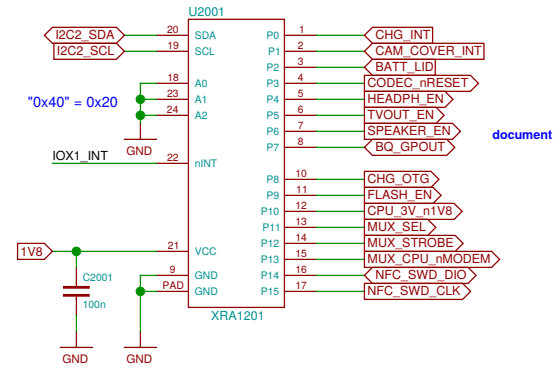 U2001
I2C2_SDA 20 SDA P0 1 CHG_INT
I2C2_SCL 19 SCL P1 2 CAM_COVER_INT
P2 3 BATT_LID
18 A0 P3 4 CODEC_nRESET
"0x40" = 0x20 23 A1 P4 5 HEADPH_EN
24 A2 P5 6 TVOUT_EN
P6 7 SPEAKER_EN document
GND P7 8 BQ_GPOUT
IOX1_INT 22 nINT
P8 10 CHG_OTG
P9 11 FLASH_EN
P10 12 CPU_3V_n1V8
P11 13 MUX_SEL
1V8 21 VCC P12 14 MUX_STROBE
P13 15 MUX_CPU_nMODEM
C2001 9 GND P14 16 NFC_SWD_DIO
100n PAD GND P15 17 NFC_SWD_CLK
XRA1201
GND GND